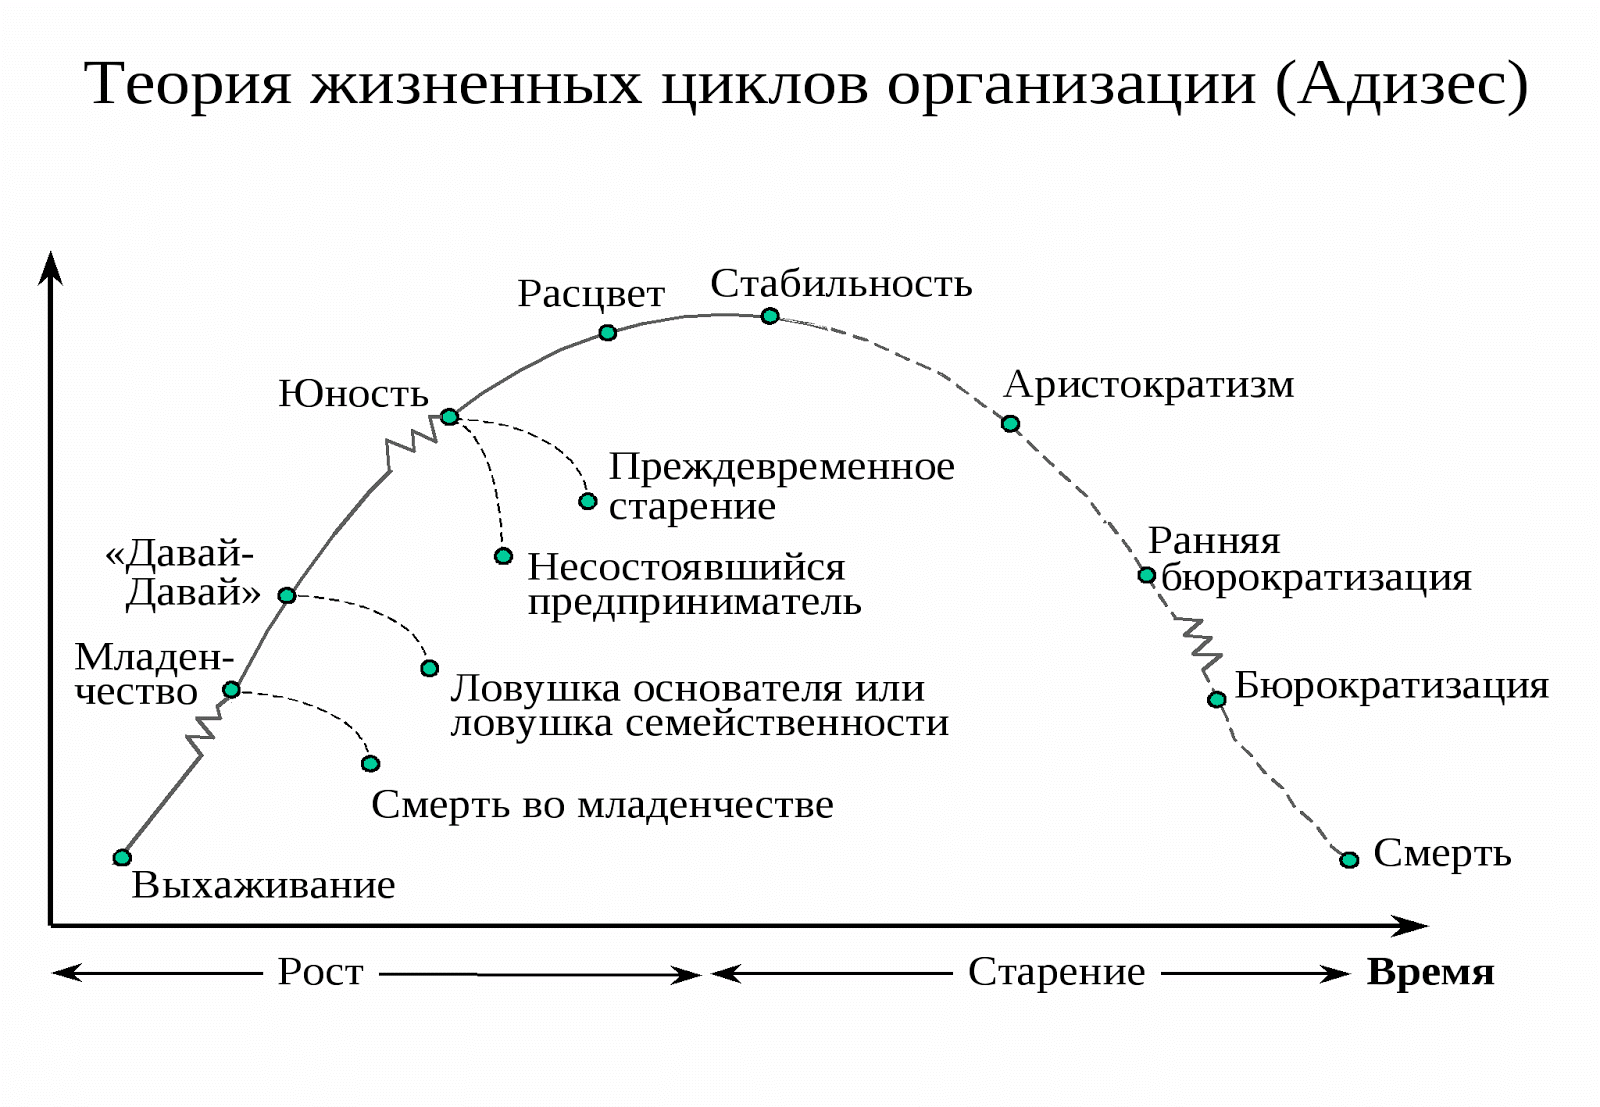 Теория жизненных циклов организации (Адизес)
Расцвет
Стабильность
Юность
Аристократизм
Преждевременное
старение
«Давай-
Давай»
Несостоявшийся
предприниматель
Ранняя
бюрократизация
Младен-
чество
Ловушка основателя или
ловушка семейственности
Бюрократизация
Смерть во младенчестве
Смерть
Выхаживание
Рост
Старение
Время